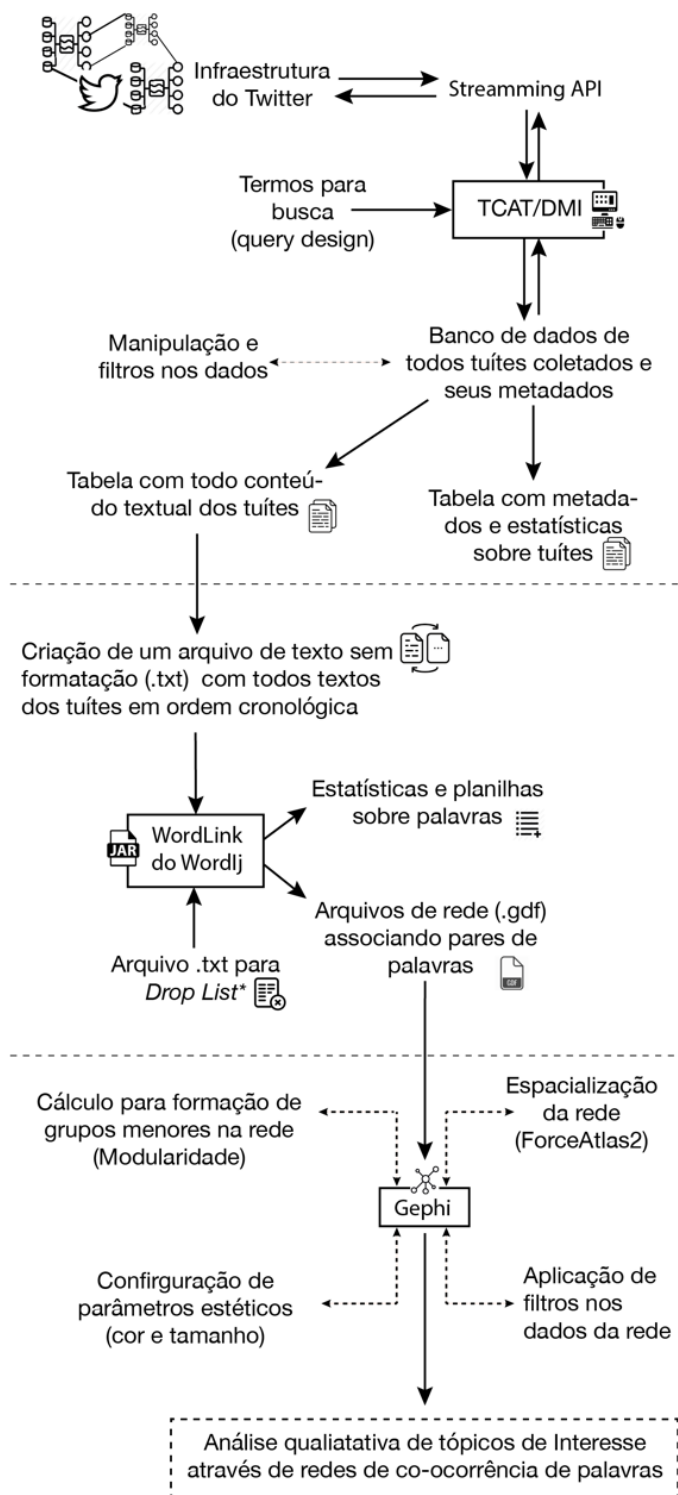 Infraestrutura
do Twitter
Streamming API
Termos para
busca
(query design)
TCAT/DMI
Manipulação e
filtros nos dados
Banco de dados de
todos tuítes coletados e
seus metadados
Tabela com todo conteú-
do textual dos tuítes
Tabela com metada-
dos e estatísticas
sobre tuítes
Criação de um arquivo de texto sem
formatação (.txt) com todos textos
dos tuítes em ordem cronológica
Estatísticas e planilhas
sobre palavras
JAR
WordLink
do WordIj
Arquivos de rede (.gdf)
associando pares de
palavras
GDF
Arquivo .txt para
Drop List*
Cálculo para formação de
grupos menores na rede
(Modularidade)
Espacialização
da rede
(ForceAtlas2)
Gephi
Confirguração de
parâmetros estéticos
(cor e tamanho)
Aplicação de
filtros nos
dados da rede
Análise qualiatativa de tópicos de Interesse
através de redes de co-ocorrência de palavras